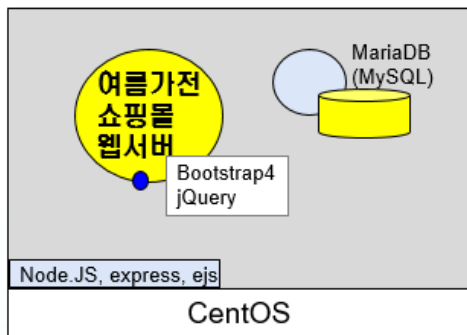 여름가전
쇼핑몰
웹서버
MariaDB
(MySQL)
Bootstrap4
jQuery
Node.JS, express, ejs
CentOS